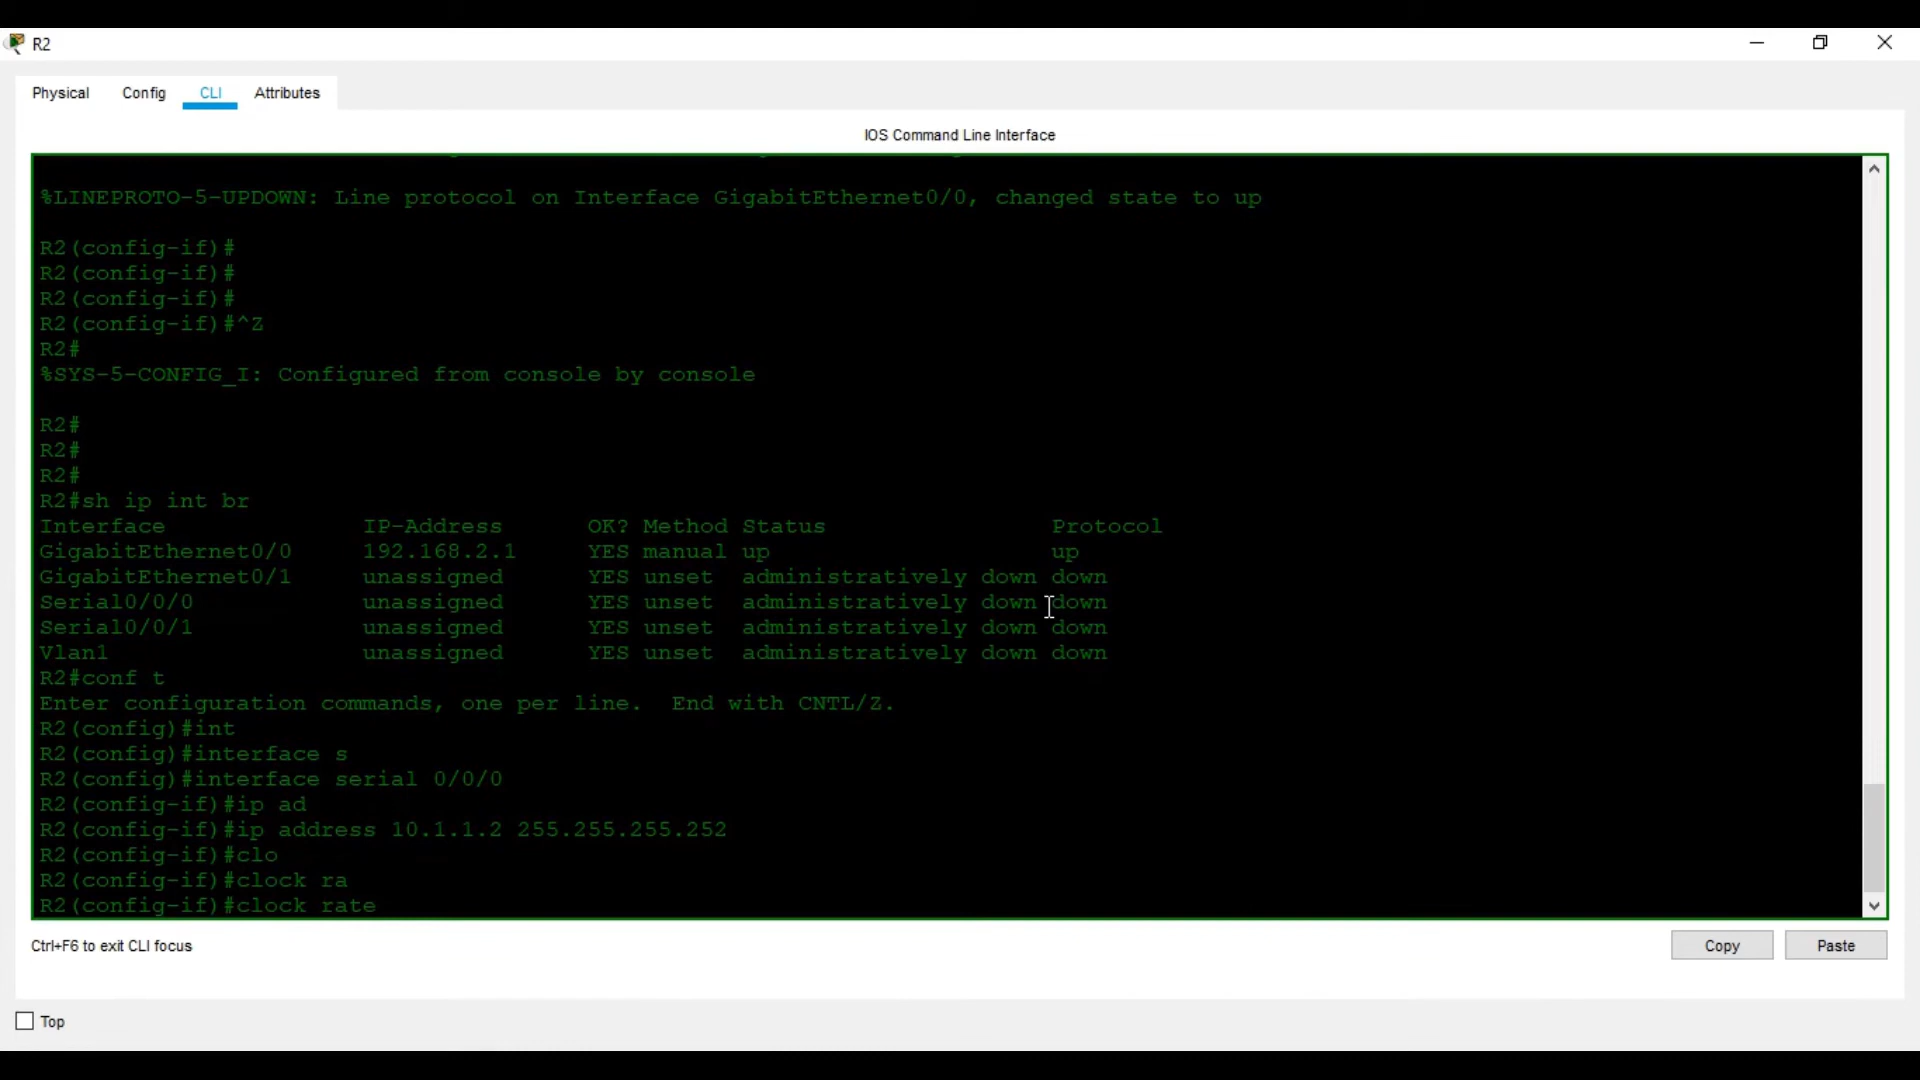 R2
Physical Config CLI Attributes
IOS Command Line Interface
%LINEPROTO-5-UPDOWN: Line protocol on Interface GigabitEthernet0/0, changed state to up
R2(config-if)#
R2(config-if)#
R2(config-if)#
R2(config-if)#^Z
R2#
%SYS-5-CONFIG_I: Configured from console by console
R2#
R2#
R2#
R2#sh ip int br
Interface IP-Address OK? Method Status Protocol
GigabitEthernet0/0 192.168.2.1 YES manual up up
GigabitEthernet0/1 unassigned YES unset administratively down down
Serial0/0/0 unassigned YES unset administratively down down
Serial0/0/1 unassigned YES unset administratively down down
Vlan1 unassigned YES unset administratively down down
R2#conf t
Enter configuration commands, one per line. End with CNTL/Z.
R2(config)#int
R2(config)#interface s
R2(config)#interface serial 0/0/0
R2(config-if)#ip ad
R2(config-if)#ip address 10.1.1.2 255.255.255.252
R2(config-if)#clo
R2(config-if)#clock ra
R2(config-if)#clock rate
Ctrl+F6 to exit CLI focus
Copy Paste
Top